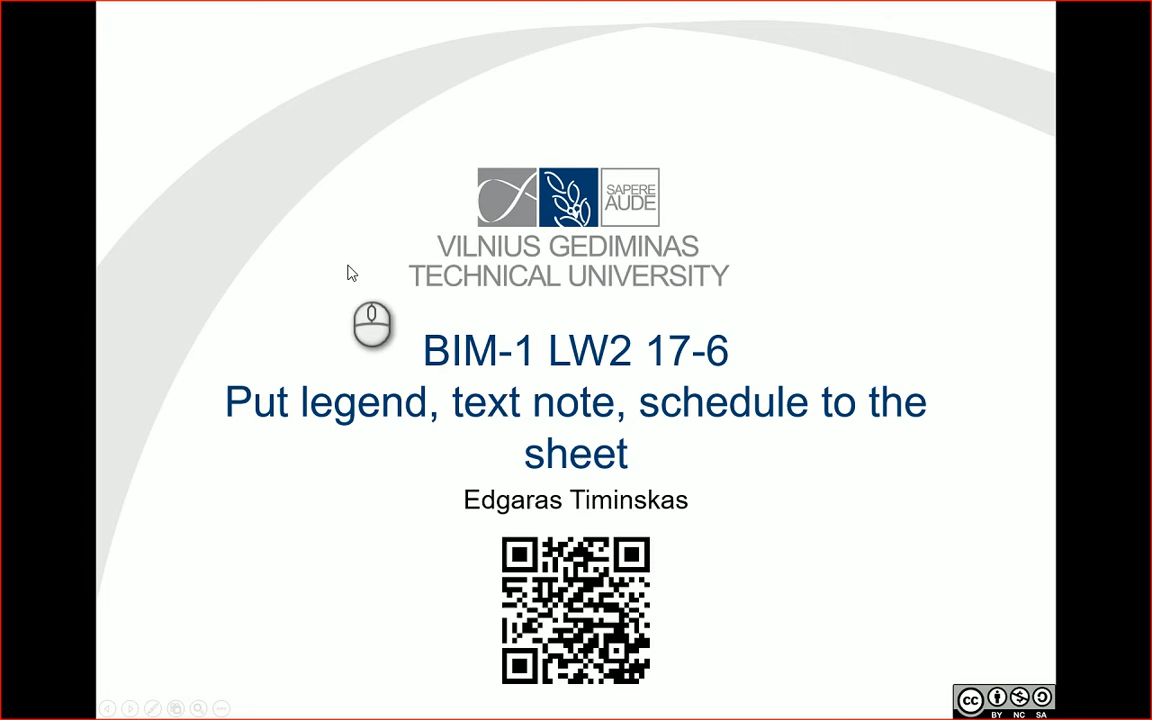 SAPERE
AUDE
VILNIUS GEDIMINAS
TECHNICAL UNIVERSITY
BIM-1 LW2 17-6
Put legend, text note, schedule to the
sheet
Edgaras Timinskas
cc
BY NC SA